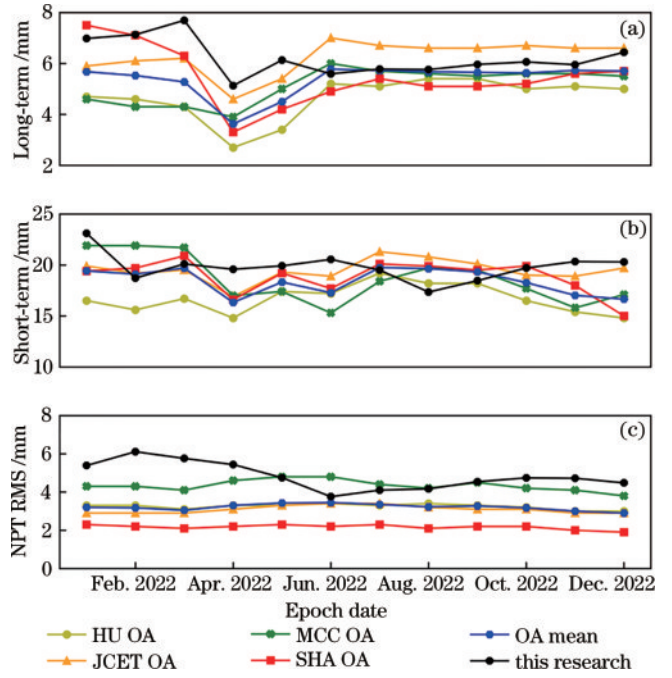 8
6
4
2
Long-term /mm
(a)
25
20
15
10
Short-term /mm
(b)
8
6
4
2
0
NPT RMS /mm
(c)
Feb. 2022 Apr. 2022 Jun. 2022 Aug. 2022 Oct. 2022 Dec. 2022
Epoch date
HU OA MCC OA OA mean
JCET OA SHA OA this research